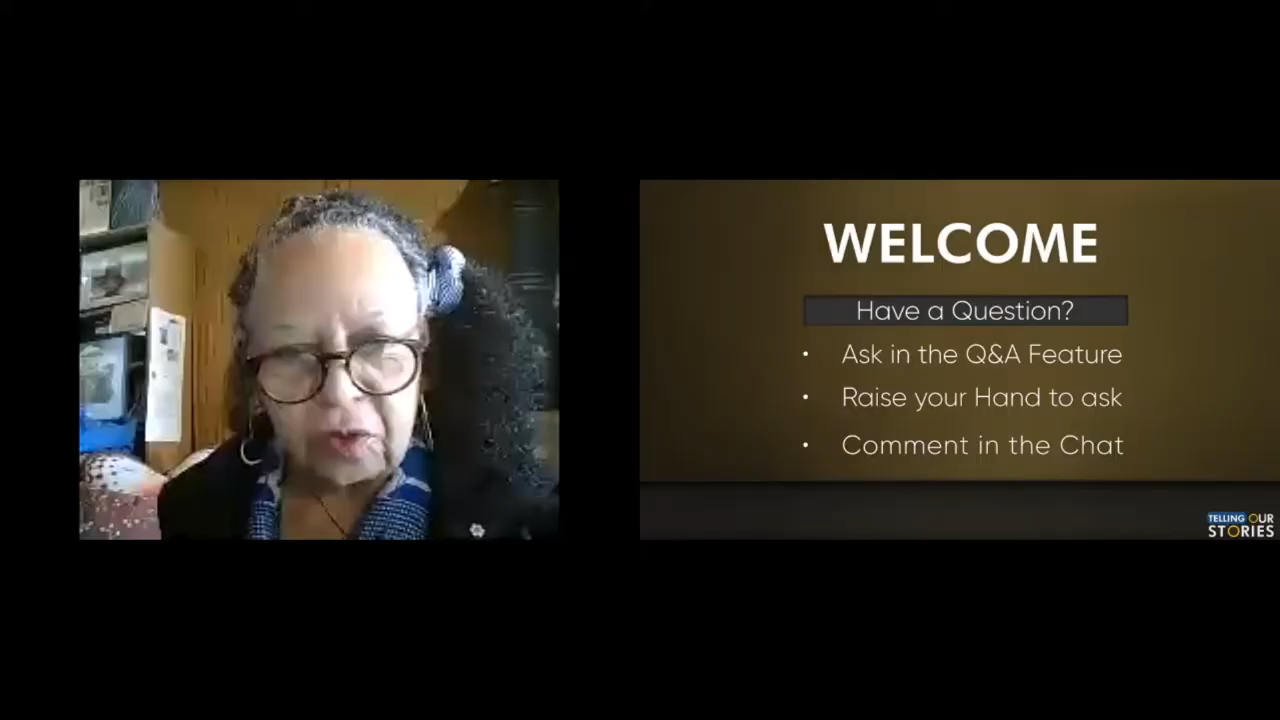 WELCOME
Have a Question?
• Ask in the Q&A Feature
• Raise your Hand to ask
• Comment in the Chat
TELLING OUR
STORIES